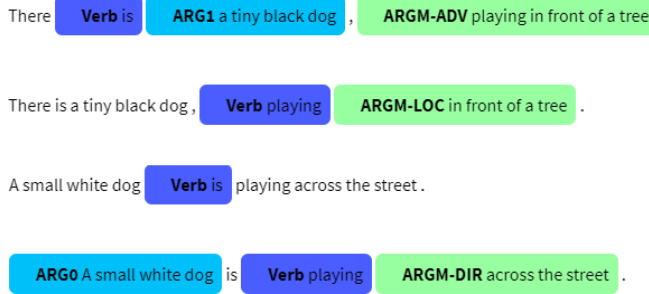 There Verb is ARG1 a tiny black dog , ARGM-ADV playing in front of a tree
There is a tiny black dog , Verb playing ARGM-LOC in front of a tree .
A small white dog Verb is playing across the street .
ARG0 A small white dog is Verb playing ARGM-DIR across the street .